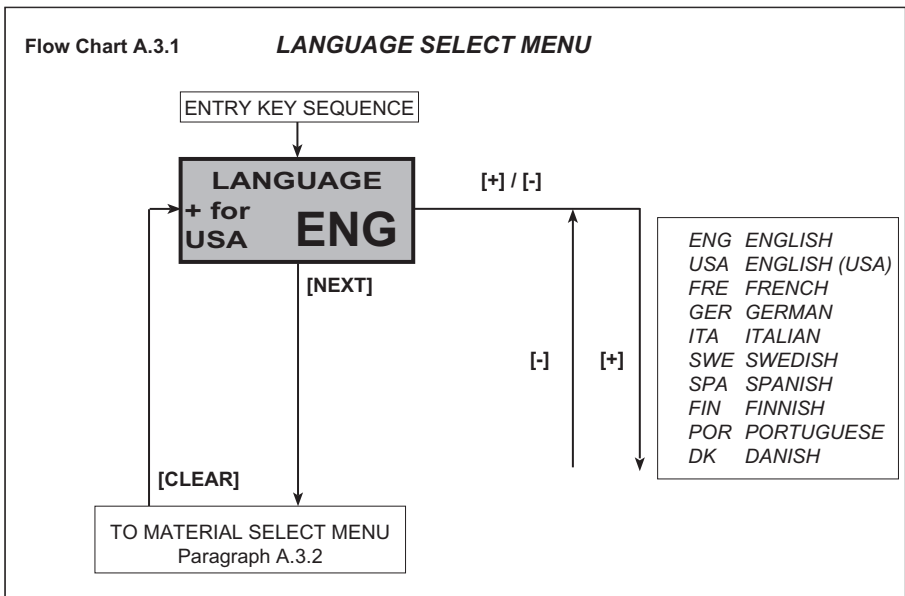 Flow Chart A.3.1 LANGUAGE SELECT MENU
ENTRY KEY SEQUENCE
LANGUAGE
+ for
USA ENG
[+] / [-]
[NEXT]
[-] [+]
ENG ENGLISH
USA ENGLISH (USA)
FRE FRENCH
GER GERMAN
ITA ITALIAN
SWE SWEDISH
SPA SPANISH
FIN FINNISH
POR PORTUGUESE
DK DANISH
[CLEAR]
TO MATERIAL SELECT MENU
Paragraph A.3.2